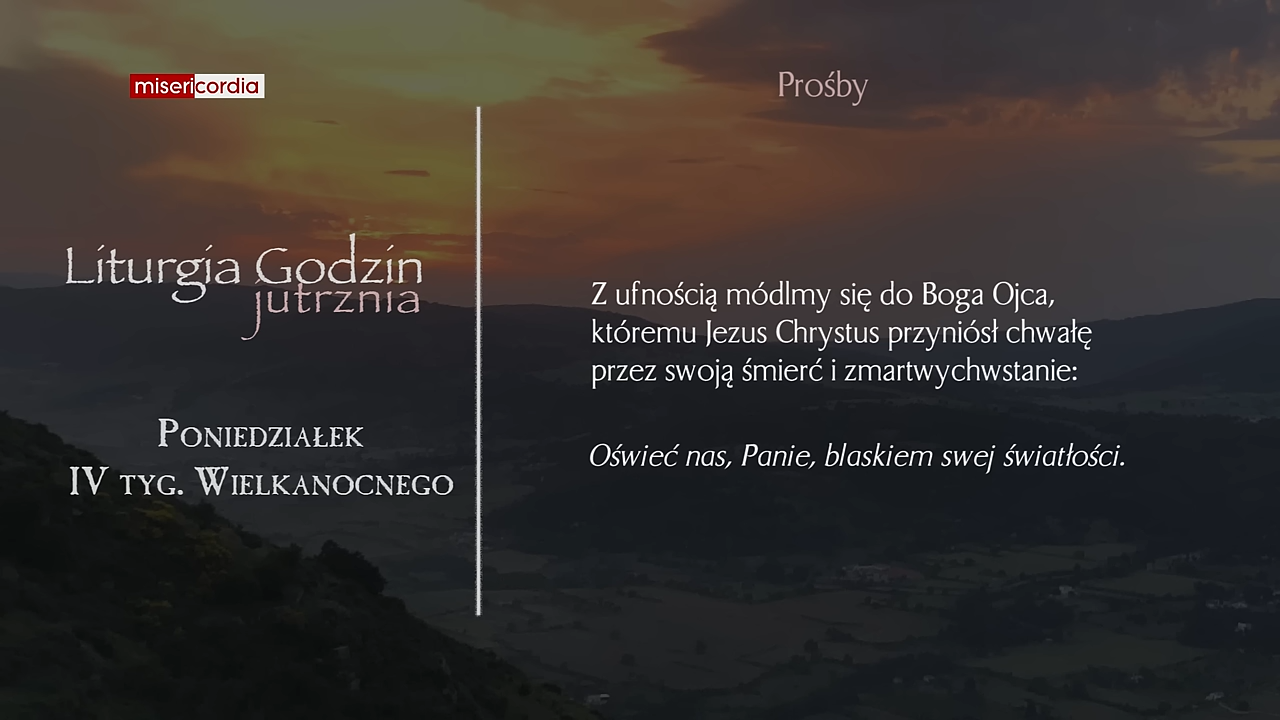 misericordia
Liturgia Godzin
jutrznia
Poniedziałek
IV tyg. Wielkanocnego
Prośby
Z ufnością módlmy się do Boga Ojca,
któremu Jezus Chrystus przyniósł chwałę
przez swoją śmierć i zmartwychwstanie:
Oświeć nas, Panie, blaskiem swej światłości.